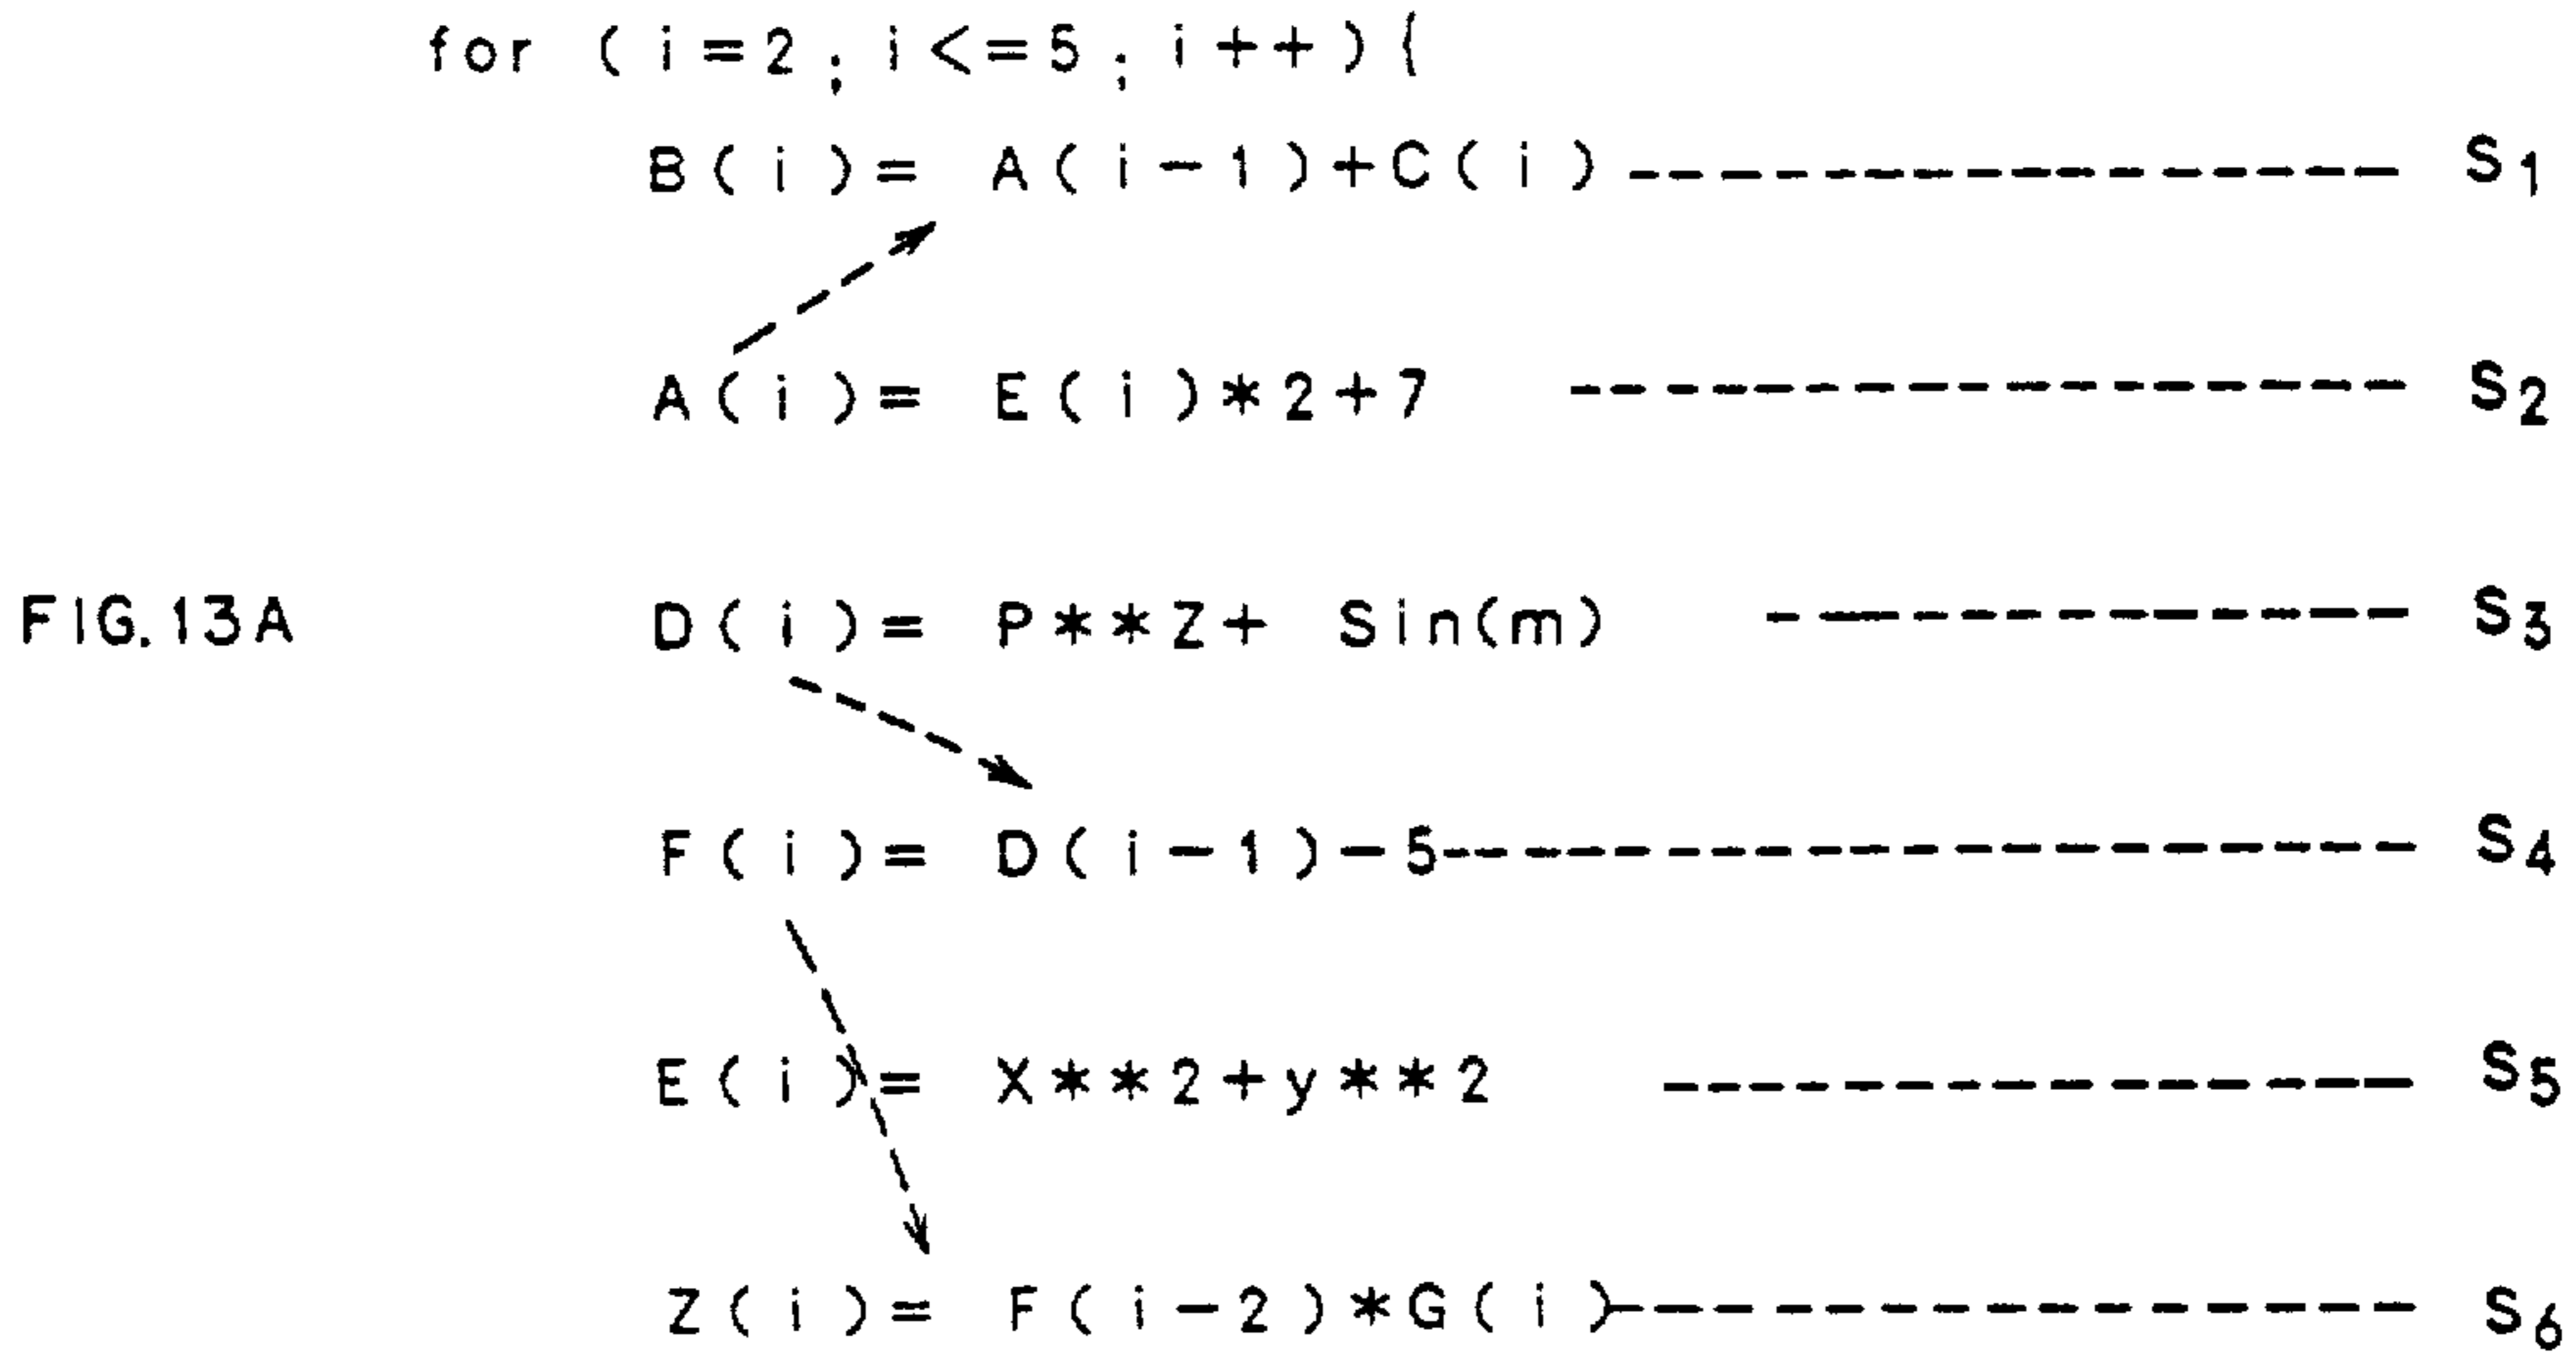 for ( i = 2 ; i <= 5 ; i + + ) {
B ( i ) = A ( i - 1 ) + C ( i ) S1
A ( i ) = E ( i ) * 2 + 7 S2
FIG. 13A D ( i ) = P * * Z + Sin(m) S3
F ( i ) = D ( i - 1 ) - 5 S4
E ( i ) = X * * 2 + y * * 2 S5
Z ( i ) = F ( i - 2 ) * G ( i ) S6